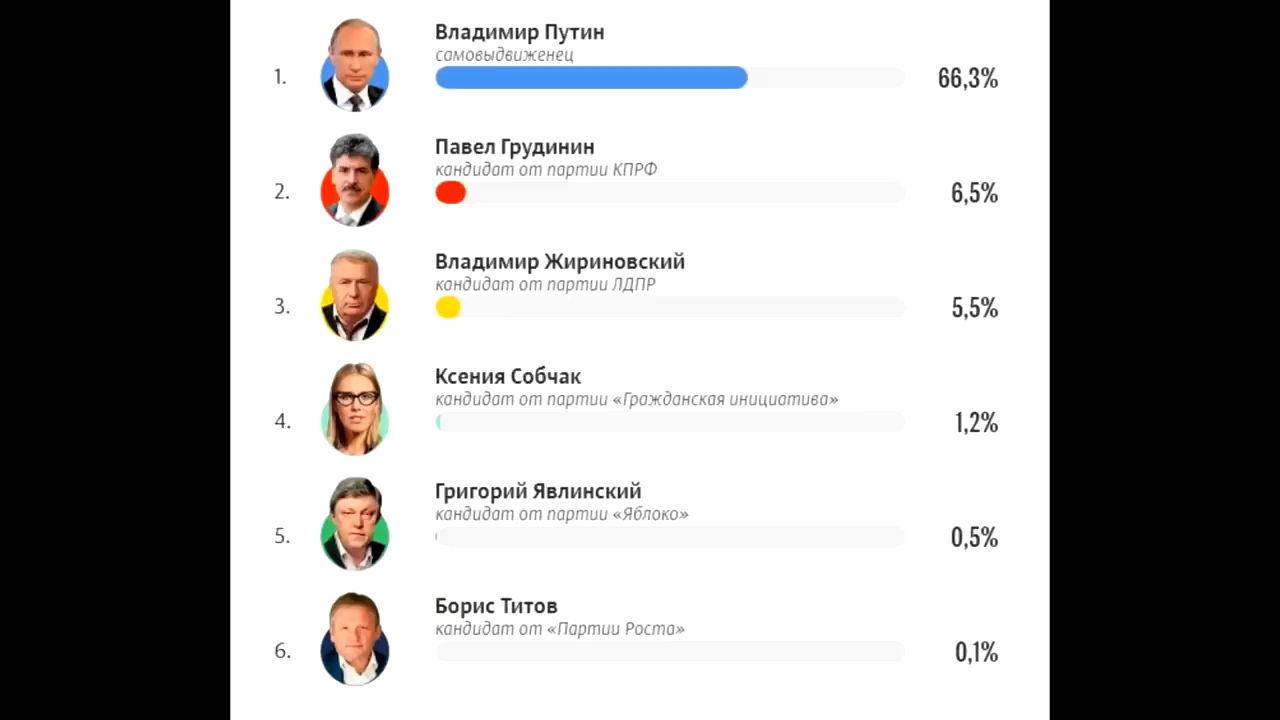 Владимир Путин
самовыдвиженец
1.
66,3%
Павел Грудинин
кандидат от партии КПРФ
2.
6,5%
Владимир Жириновский
кандидат от партии ЛДПР
3.
5,5%
Ксения Собчак
кандидат от партии «Гражданская инициатива»
4.
1,2%
Григорий Явлинский
кандидат от партии «Яблоко»
5.
0,5%
Борис Титов
кандидат от «Партии Роста»
6.
0,1%